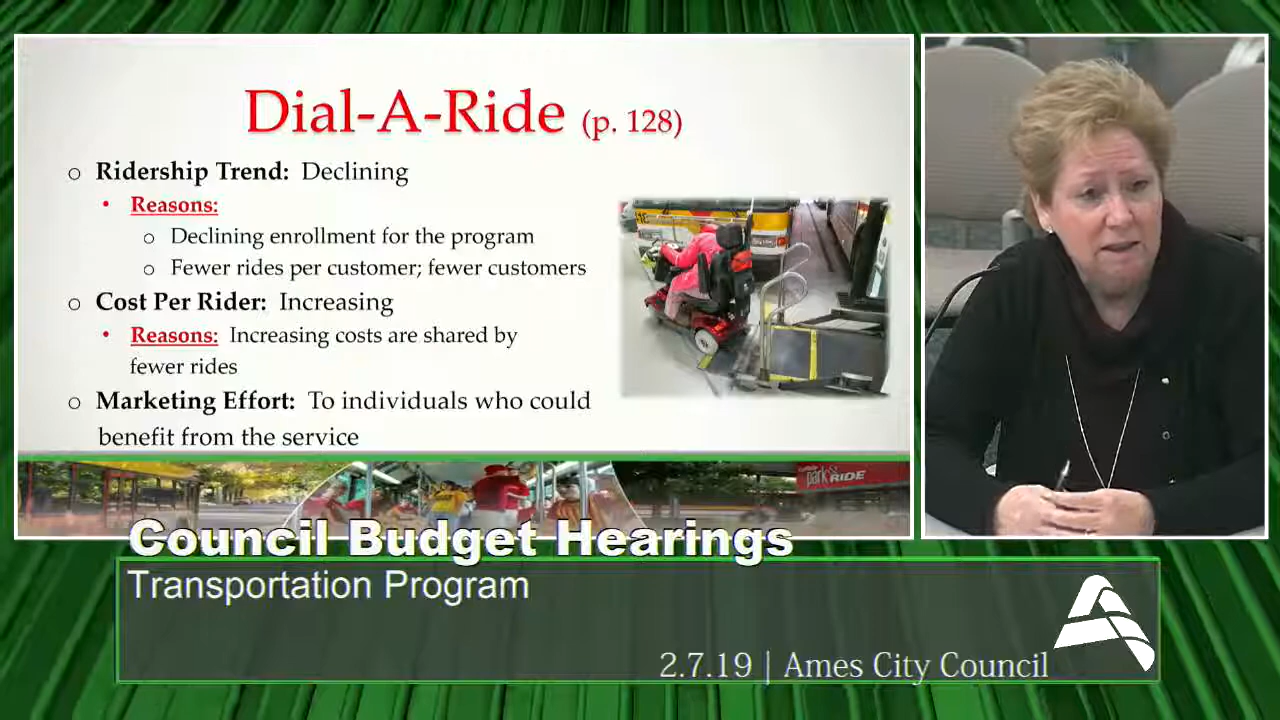 Dial-A-Ride (p. 128)
o Ridership Trend: Declining
• Reasons:
o Declining enrollment for the program
o Fewer rides per customer; fewer customers
o Cost Per Rider: Increasing
• Reasons: Increasing costs are shared by
fewer rides
o Marketing Effort: To individuals who could
benefit from the service
park & RIDE
Council Budget Hearings
Transportation Program
2.7.19 | Ames City Council